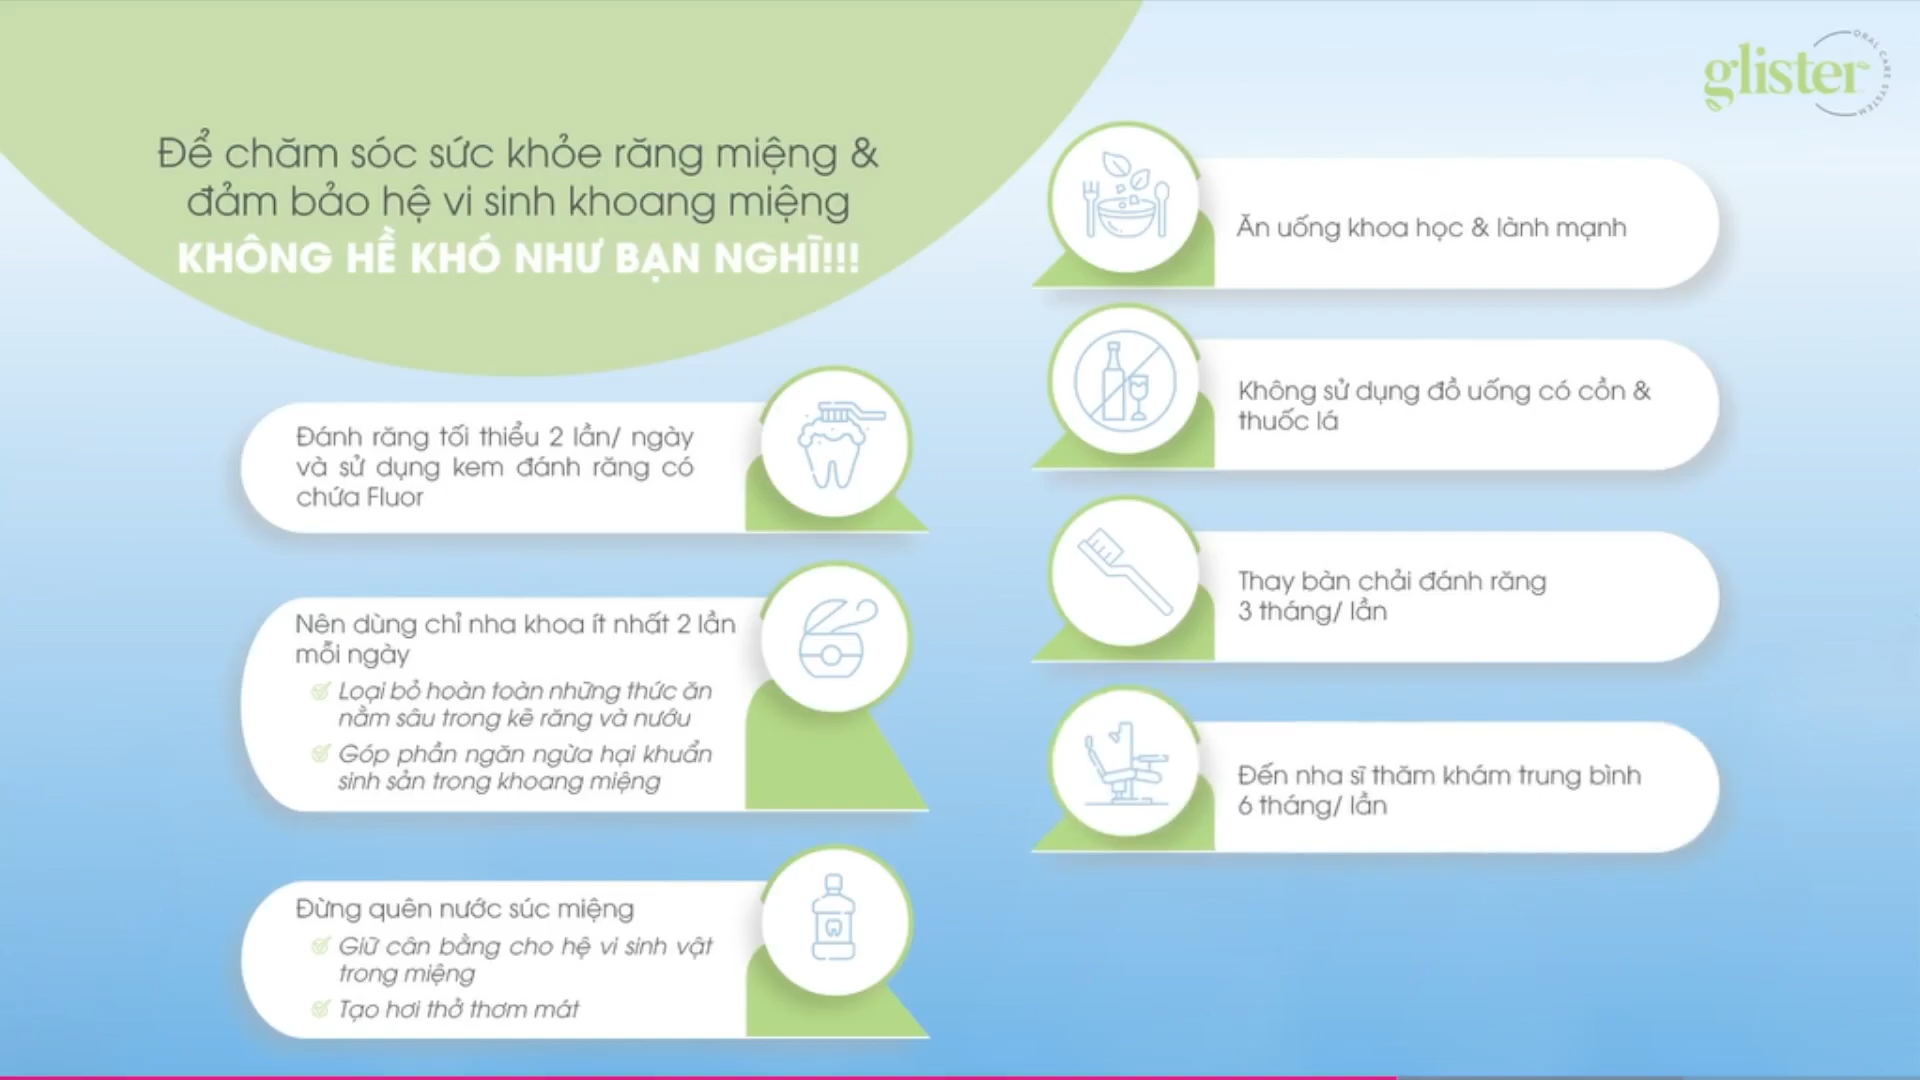 glister
ORAL CARE SYSTEM
Để chăm sóc sức khỏe răng miệng &
đảm bảo hệ vi sinh khoang miệng
KHÔNG HỀ KHÓ NHƯ BẠN NGHĨ!!!
Đánh răng tối thiểu 2 lần/ ngày
và sử dụng kem đánh răng có
chứa Fluor
Nên dùng chỉ nha khoa ít nhất 2 lần
mỗi ngày
Loại bỏ hoàn toàn những thức ăn
nằm sâu trong kẽ răng và nướu
Góp phần ngăn ngừa hại khuẩn
sinh sản trong khoang miệng
Đừng quên nước súc miệng
Giữ cân bằng cho hệ vi sinh vật
trong miệng
Tạo hơi thở thơm mát
Ăn uống khoa học & lành mạnh
Không sử dụng đồ uống có cồn &
thuốc lá
Thay bàn chải đánh răng
3 tháng/ lần
Đến nha sĩ thăm khám trung bình
6 tháng/ lần